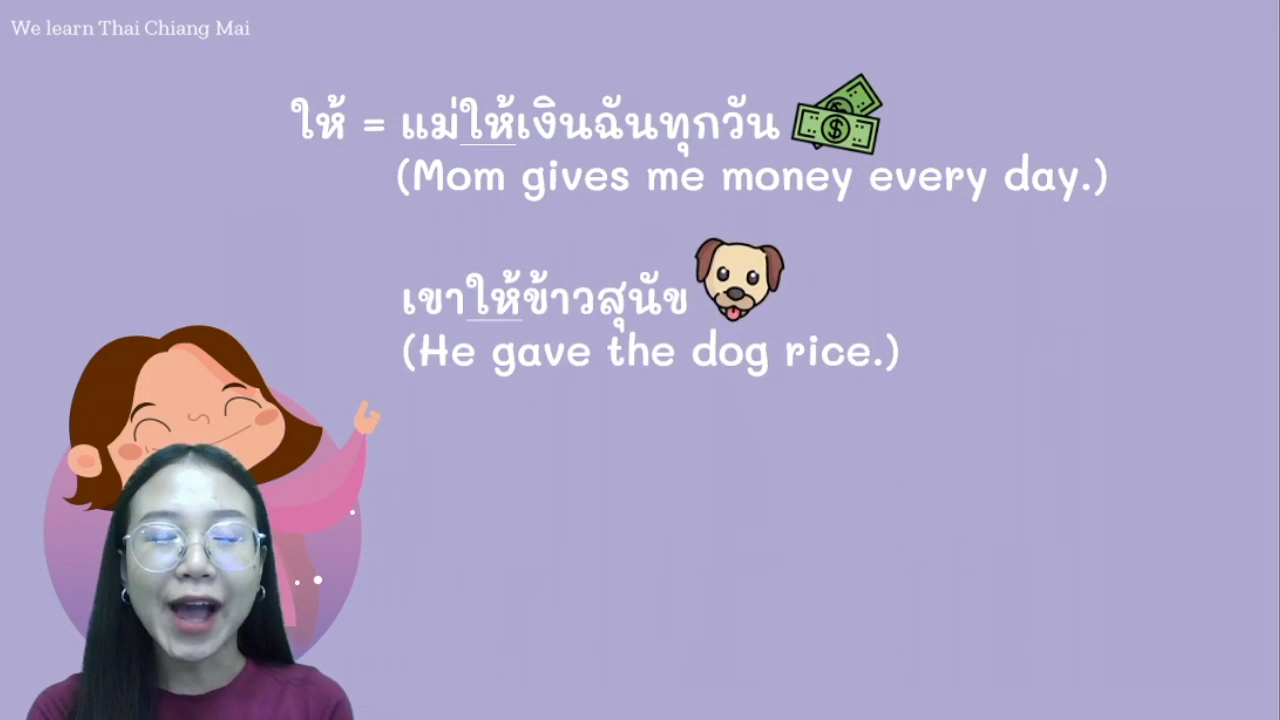 We learn Thai Chiang Mai
ให้ = แม่ให้เงินฉันทุกวัน
(Mom gives me money every day.)
เขาให้ข้าวสุนัข
(He gave the dog rice.)